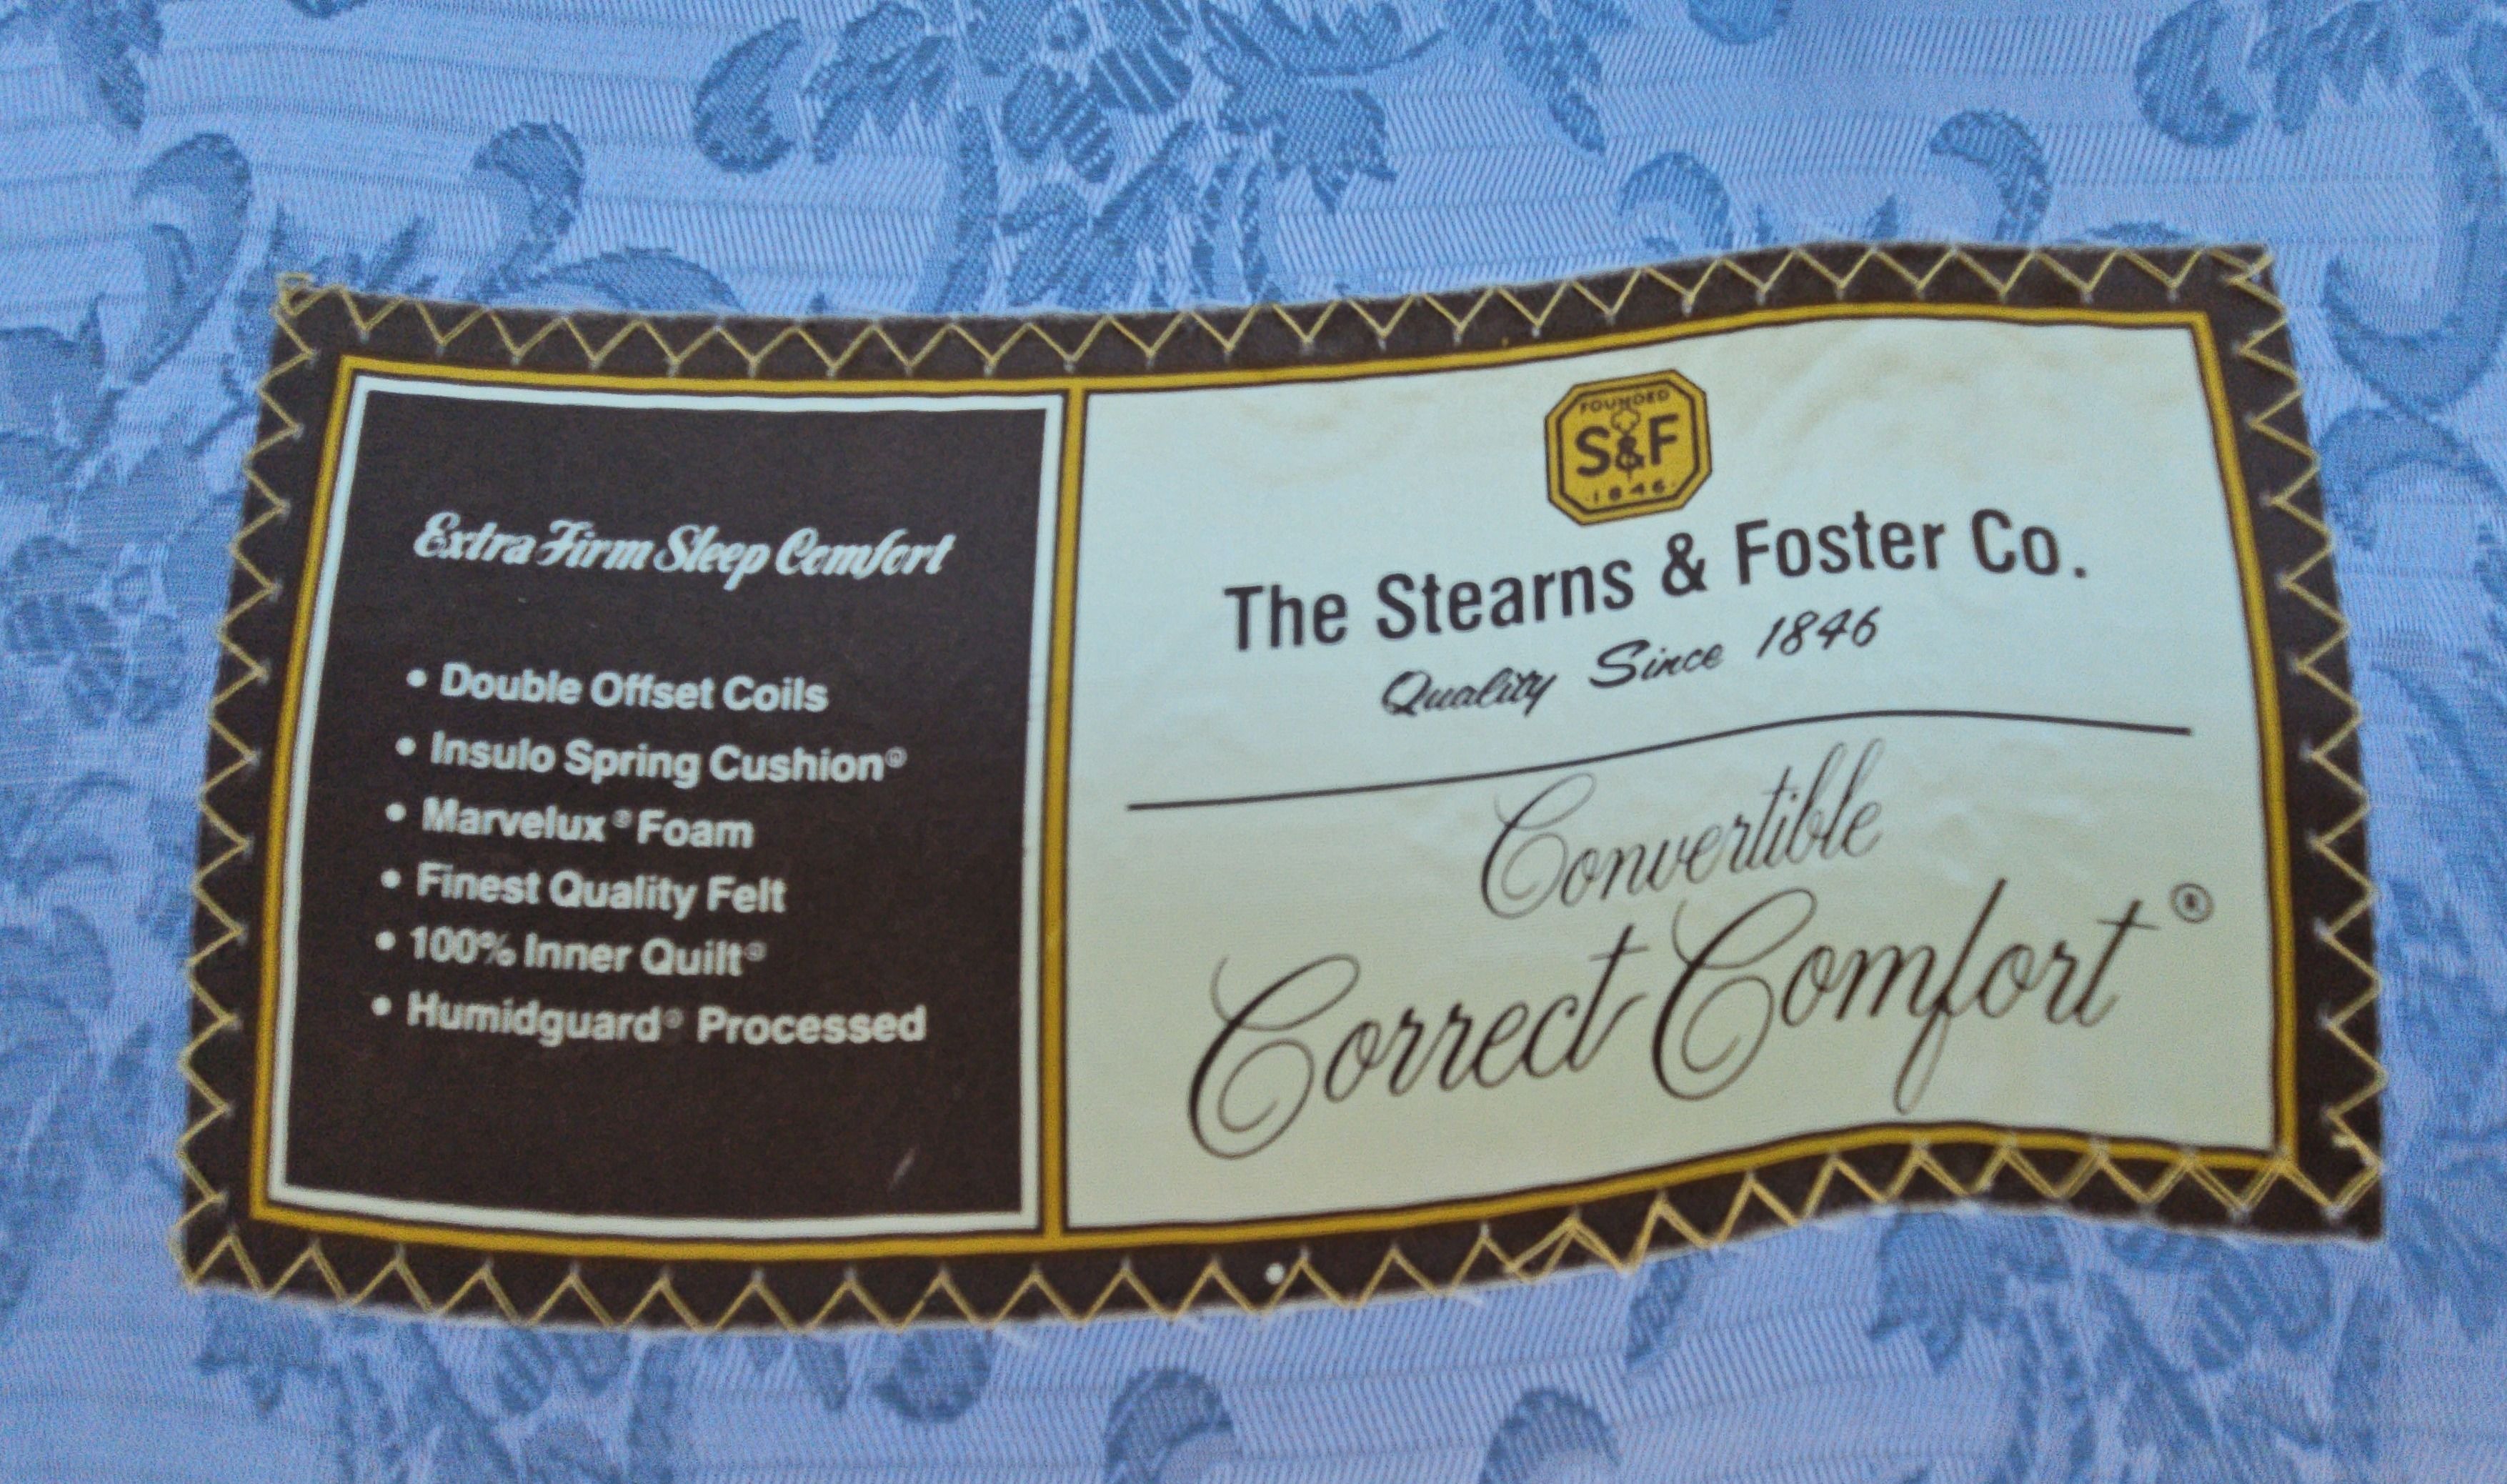 Extra Firm Sleep Comfort
• Double Offset Coils
• Insulo Spring Cushion®
• Marvelux® Foam
• Finest Quality Felt
• 100% Inner Quilt®
• Humidguard® Processed
FOUNDED
S&F
·1846·
The Stearns & Foster Co.
Quality Since 1846
Convertible
Correct Comfort®